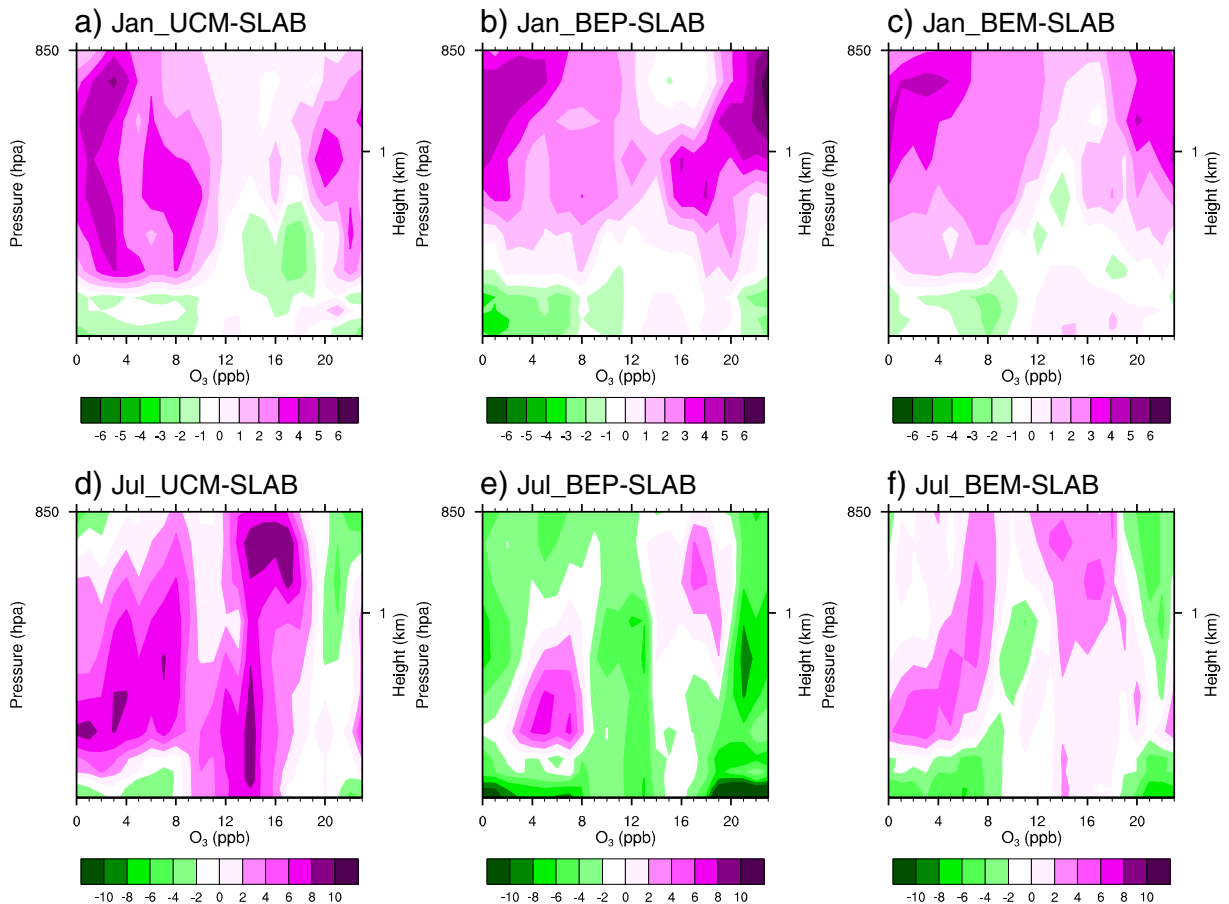 a) Jan_UCM-SLAB
b) Jan_BEP-SLAB
c) Jan_BEM-SLAB
850
850
850
Pressure (hpa)
1
Height (km)
Pressure (hpa)
1
Height (km)
Pressure (hpa)
1
Height (km)
0 4 8 12 16 20
0 4 8 12 16 20
0 4 8 12 16 20
O₃ (ppb)
O₃ (ppb)
O₃ (ppb)
-6 -5 -4 -3 -2 -1 0 1 2 3 4 5 6
-6 -5 -4 -3 -2 -1 0 1 2 3 4 5 6
-6 -5 -4 -3 -2 -1 0 1 2 3 4 5 6
d) Jul_UCM-SLAB
e) Jul_BEP-SLAB
f) Jul_BEM-SLAB
850
850
850
Pressure (hpa)
1
Height (km)
Pressure (hpa)
1
Height (km)
Pressure (hpa)
1
Height (km)
0 4 8 12 16 20
0 4 8 12 16 20
0 4 8 12 16 20
O₃ (ppb)
O₃ (ppb)
O₃ (ppb)
-10 -8 -6 -4 -2 0 2 4 6 8 10
-10 -8 -6 -4 -2 0 2 4 6 8 10
-10 -8 -6 -4 -2 0 2 4 6 8 10